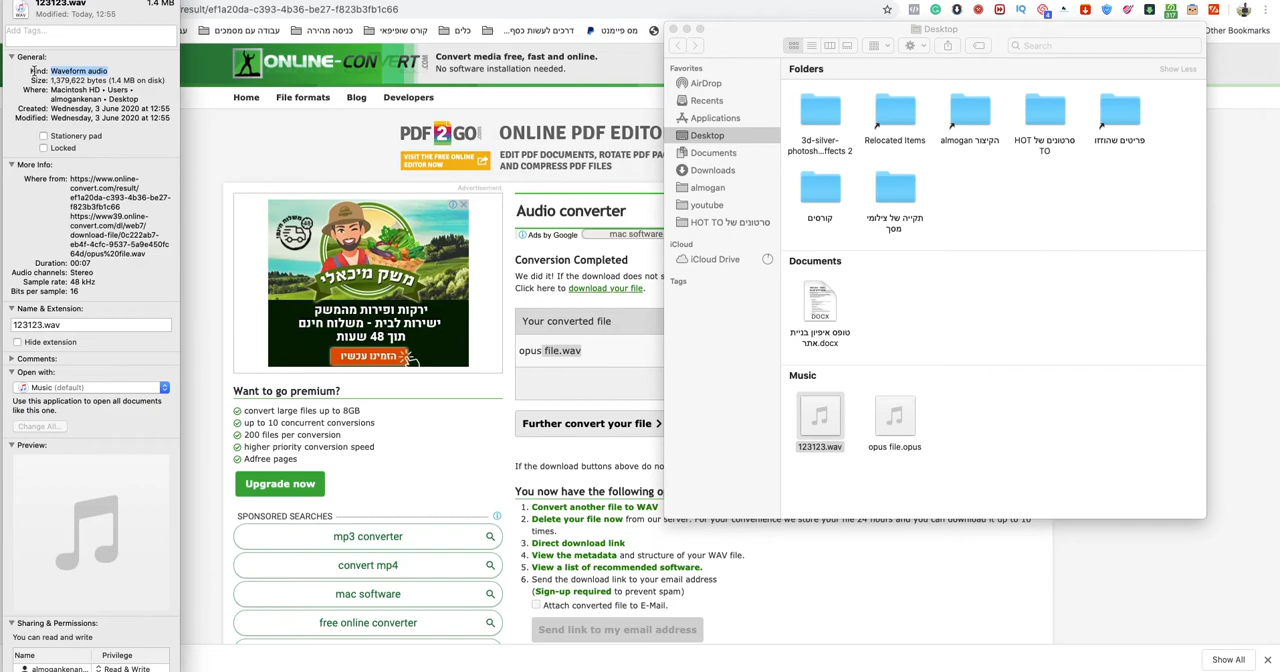 123123.wav
1.4 MB
Modified: Today, 12:55
Add Tags...
General:
Kind: Waveform audio
Size: 1,379,622 bytes (1.4 MB on disk)
Where: Macintosh HD • Users •
almogankenan • Desktop
Created: Wednesday, 3 June 2020 at 12:55
Modified: Wednesday, 3 June 2020 at 12:55
Stationery pad
Locked
More Info:
Where from: https://www.online-
convert.com/result/
ef1a20da-c393-4b36-be27-
f823b3fb1c66
https://www39.online-
convert.com/dl/web7/
download-file/0c222ab7-
eb4f-4cfc-9537-5a9e450fc
64d/opus%20file.wav
Duration: 00:07
Audio channels: Stereo
Sample rate: 48 kHz
Bits per sample: 16
Name & Extension:
123123.wav
Hide extension
Comments:
Open with:
Music (default)
Use this application to open all documents
like this one.
Change All...
Preview:
Sharing & Permissions:
You can read and write
Name
Privilege
almogankenan...
Read & Write
result/ef1a20da-c393-4b36-be27-f823b3fb1c66
317
עבודה עם מסמכים
כניסה מהירה
קורס שופיפאי
כלים
דרכים לעשות כסף...
מס פיימנט
Other Bookmarks
ONLINE-CONVERT
Convert media free, fast and online.
No software installation needed.
Home
File formats
Blog
Developers
PDF2GO
ONLINE PDF EDITO
VISIT THE FREE ONLINE
EDITOR NOW
EDIT PDF DOCUMENTS, ROTATE PDF PA
AND COMPRESS PDF FILES
Advertisement
משק מיכאלי
ירקות ופירות מהמשק
ישירות לבית - משלוח חינם
תוך 48 שעות
הזמינו עכשיו
Want to go premium?
convert large files up to 8GB
up to 10 concurrent conversions
200 files per conversion
higher priority conversion speed
Adfree pages
Upgrade now
SPONSORED SEARCHES
mp3 converter
convert mp4
mac software
free online converter
Audio converter
Ads by Google
mac software
Conversion Completed
We did it! If the download does not s
Click here to download your file.
Your converted file
opus file.wav
Further convert your file
If the download buttons above do no
You now have the following o
1. Convert another file to WAV
2. Delete your file now from our server. For your convenience we store your file 24 hours and you can download it up to 10
times.
3. Direct download link
4. View the metadata and structure of your WAV file.
5. View a list of recommended software.
6. Send the download link to your email address
(Sign-up required to prevent spam)
Attach converted file to E-Mail.
Send link to my email address
Desktop
Search
Favorites
AirDrop
Recents
Applications
Desktop
Documents
Downloads
almogan
youtube
HOT TO סרטונים של
iCloud
iCloud Drive
Tags
Folders
Show Less
3d-silver-
photosh...ffects 2
Relocated Items
almogan הקיצור
HOT סרטונים של
TO
פריטים שהוזזו
קורסים
תקייה של צילומי
מסך
Documents
DOCX
טופס איפיון בניית
אתר.docx
Music
123123.wav
opus file.opus
Show All